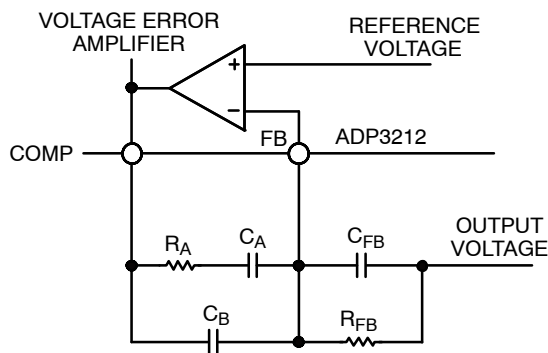 VOLTAGE ERROR
AMPLIFIER
REFERENCE
VOLTAGE
+
−
COMP
FB
ADP3212
RA
CA
CFB
OUTPUT
VOLTAGE
CB
RFB